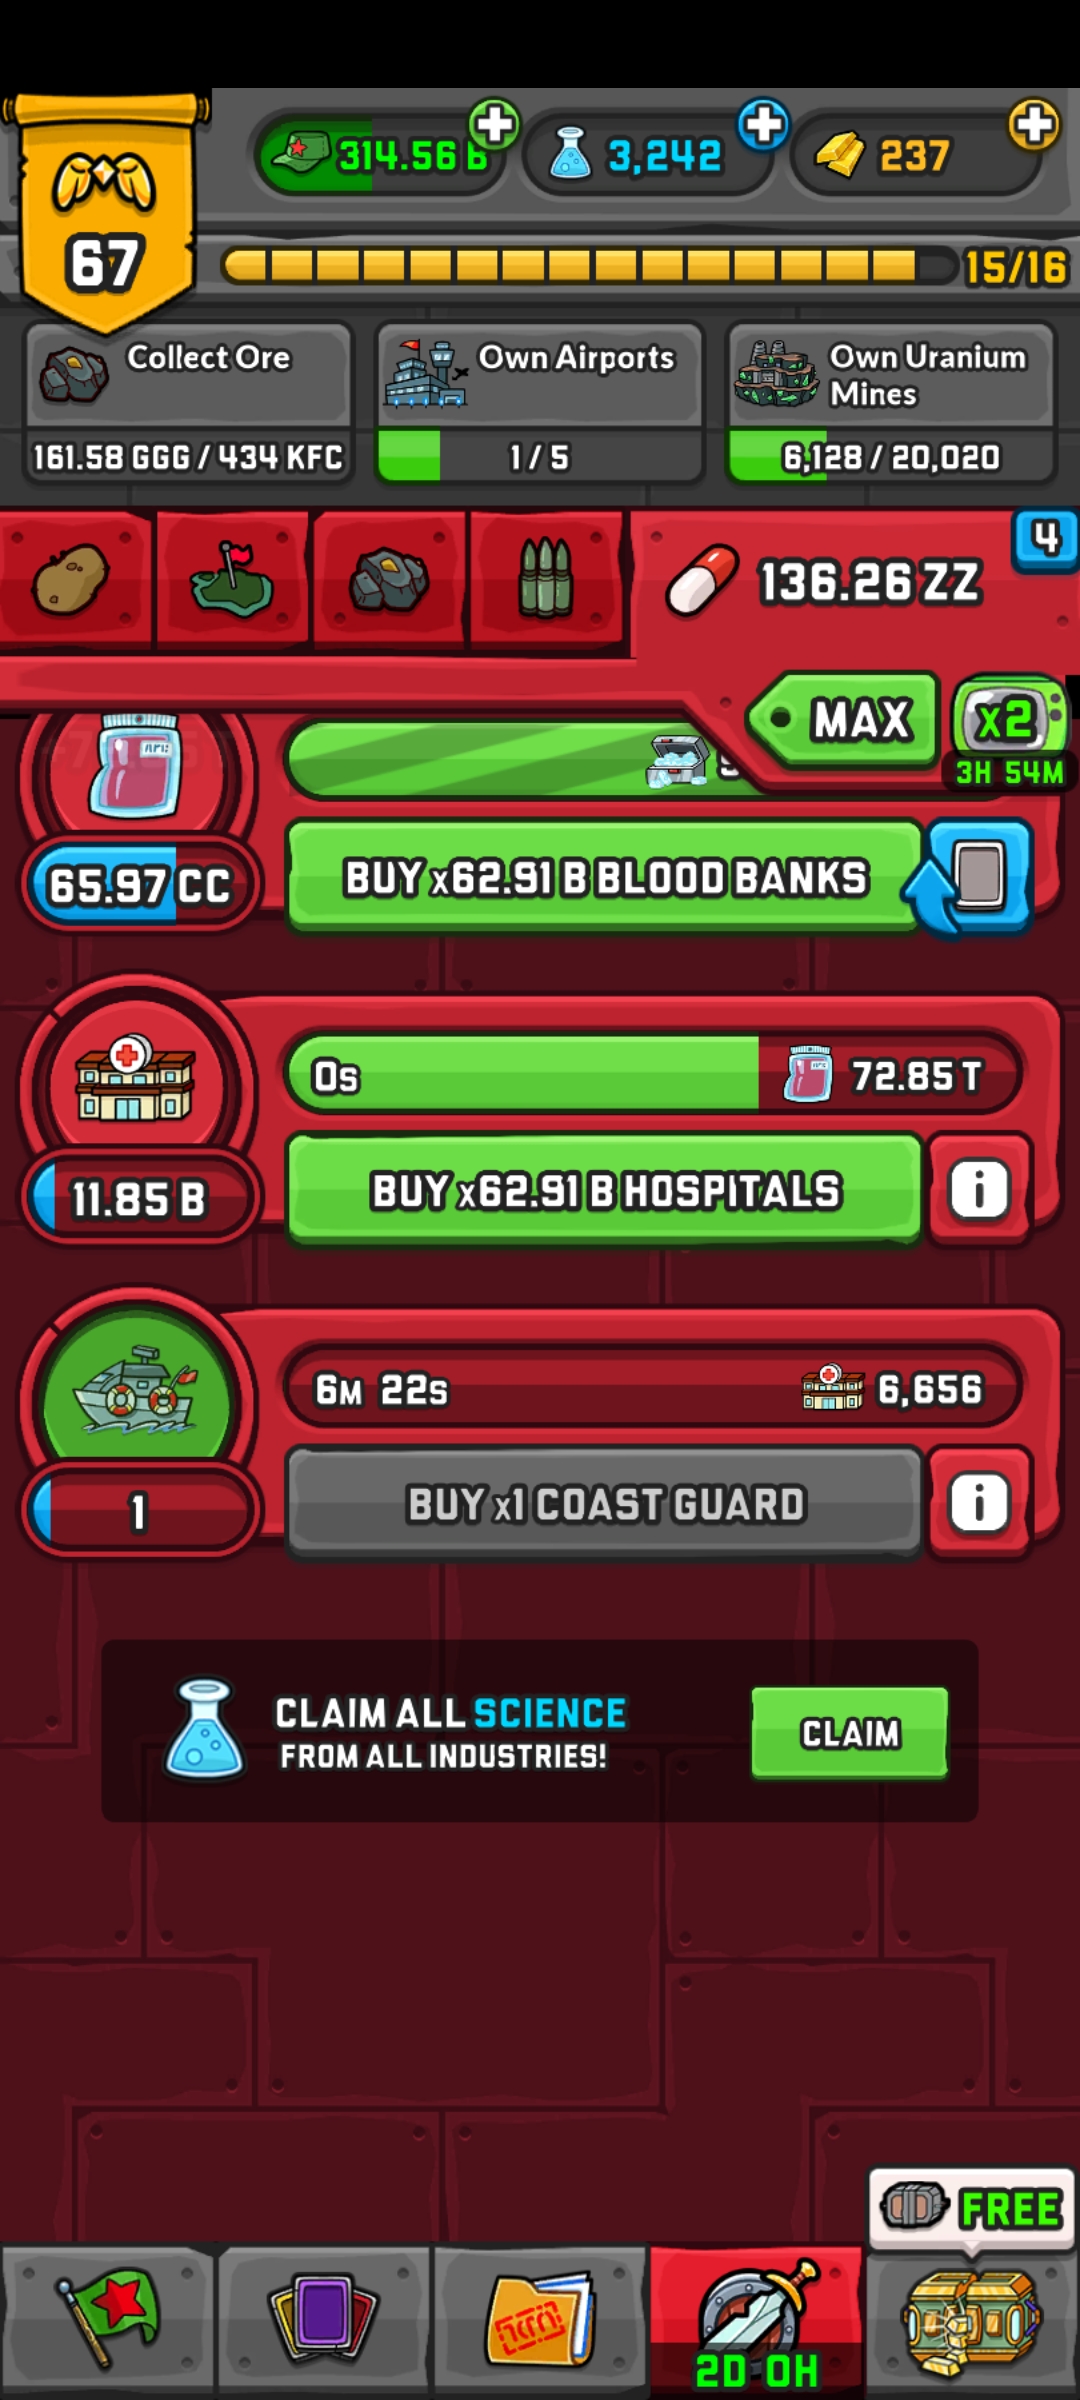 314.56 B
3,242
237
67
15/16
Collect Ore
161.58 GGG / 434 KFC
Own Airports
1 / 5
Own Uranium
Mines
6,128 / 20,020
136.26 ZZ
4
MAX
x2
3H 54M
65.97 CC
BUY x62.91 B BLOOD BANKS
0s
72.85 T
11.85 B
BUY x62.91 B HOSPITALS
i
6M 22s
6,656
1
BUY x1 COAST GUARD
i
CLAIM ALL SCIENCE
FROM ALL INDUSTRIES!
CLAIM
FREE
2D 0H